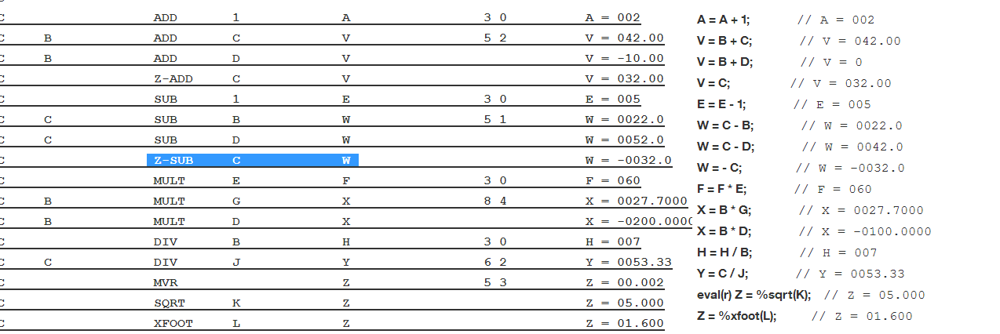 C ADD 1 A 3 0 A = 002 A = A + 1; // A = 002
C B ADD C V 5 2 V = 042.00 V = B + C; // V = 042.00
C B ADD D V V = -10.00 V = B + D; // V = 0
C Z-ADD C V V = 032.00 V = C; // V = 032.00
C SUB 1 E 3 0 E = 005 E = E - 1; // E = 005
C C SUB B W 5 1 W = 0022.0 W = C - B; // W = 0022.0
C C SUB D W W = 0052.0 W = C - D; // W = 0042.0
C Z-SUB C W W = -0032.0 W = - C; // W = -0032.0
C MULT E F 3 0 F = 060 F = F * E; // F = 060
C B MULT G X 8 4 X = 0027.7000 X = B * G; // X = 0027.7000
C B MULT D X X = -0200.0000 X = B * D; // X = -0100.0000
C DIV B H 3 0 H = 007 H = H / B; // H = 007
C C DIV J Y 6 2 Y = 0053.33 Y = C / J; // Y = 0053.33
C MVR Z 5 3 Z = 00.002 eval(r) Z = %sqrt(K); // Z = 05.000
C SQRT K Z Z = 05.000 Z = %xfoot(L); // Z = 01.600
C XFOOT L Z Z = 01.600